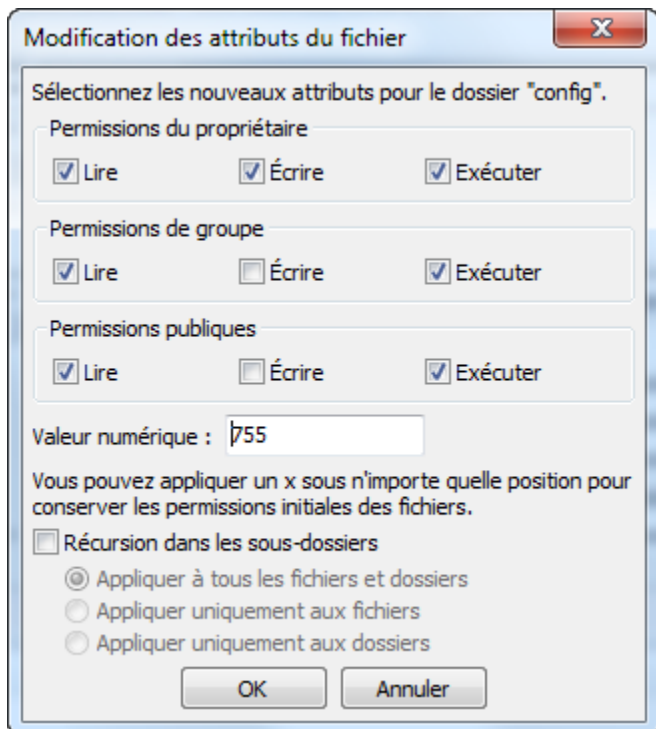 Modification des attributs du fichier
Sélectionnez les nouveaux attributs pour le dossier "config".
Permissions du propriétaire
Lire Écrire Exécuter
Permissions de groupe
Lire Écrire Exécuter
Permissions publiques
Lire Écrire Exécuter
Valeur numérique : 755
Vous pouvez appliquer un x sous n'importe quelle position pour
conserver les permissions initiales des fichiers.
Récursion dans les sous-dossiers
Appliquer à tous les fichiers et dossiers
Appliquer uniquement aux fichiers
Appliquer uniquement aux dossiers
OK Annuler